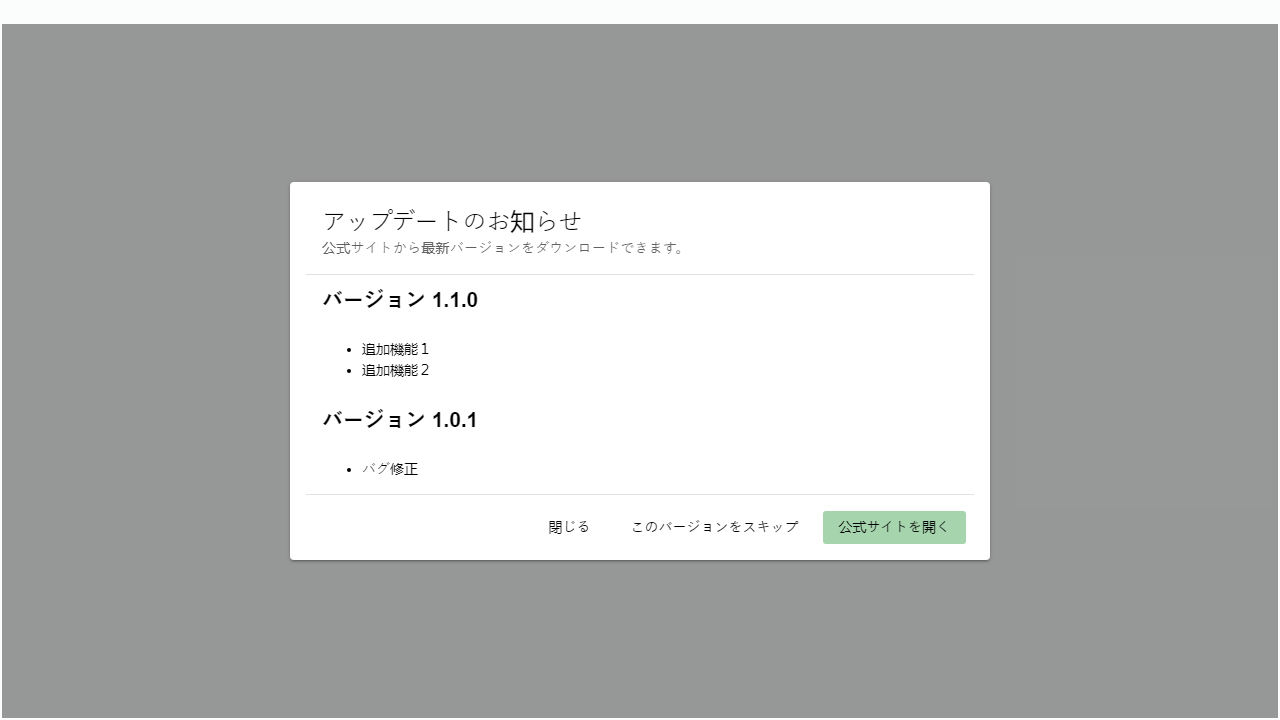 アップデートのお知らせ
公式サイトから最新バージョンをダウンロードできます。
バージョン 1.1.0
追加機能１
追加機能２
バージョン 1.0.1
バグ修正
閉じる
このバージョンをスキップ
公式サイトを開く